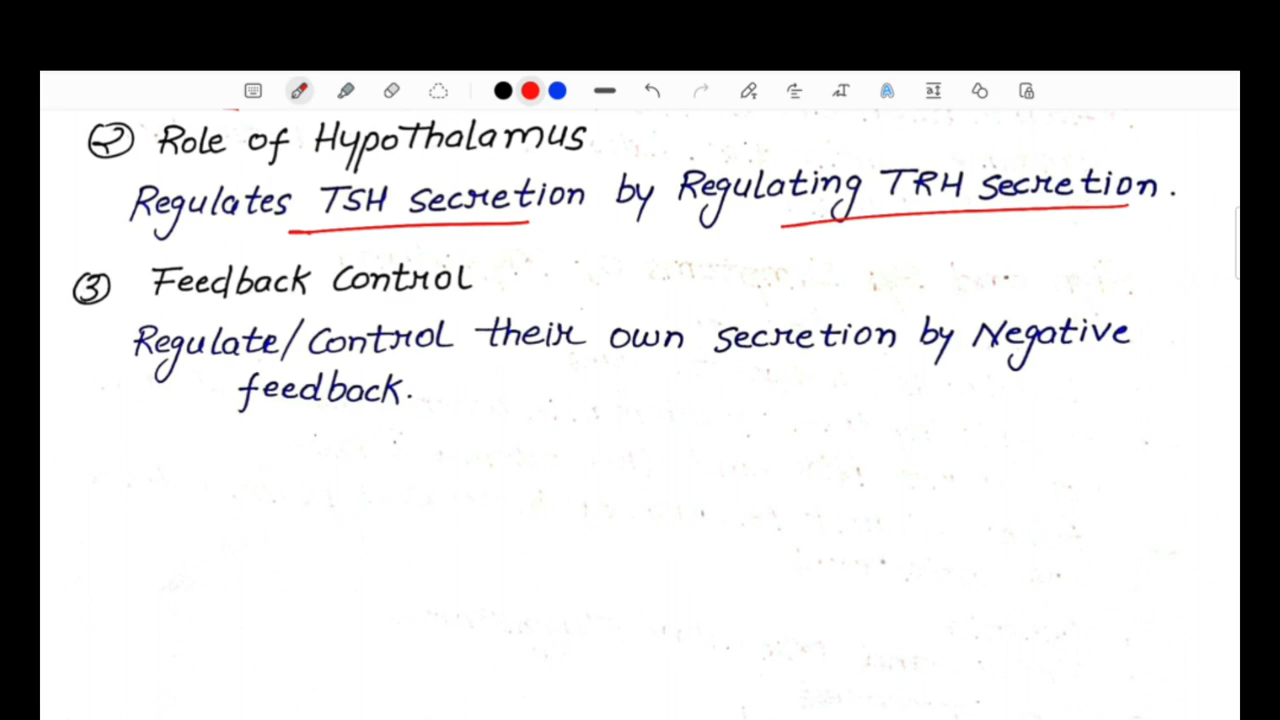 ② Role of Hypothalamus
Regulates TSH secretion by Regulating TRH secretion.
③ Feedback Control
Regulate/Control their own secretion by Negative
feedback.